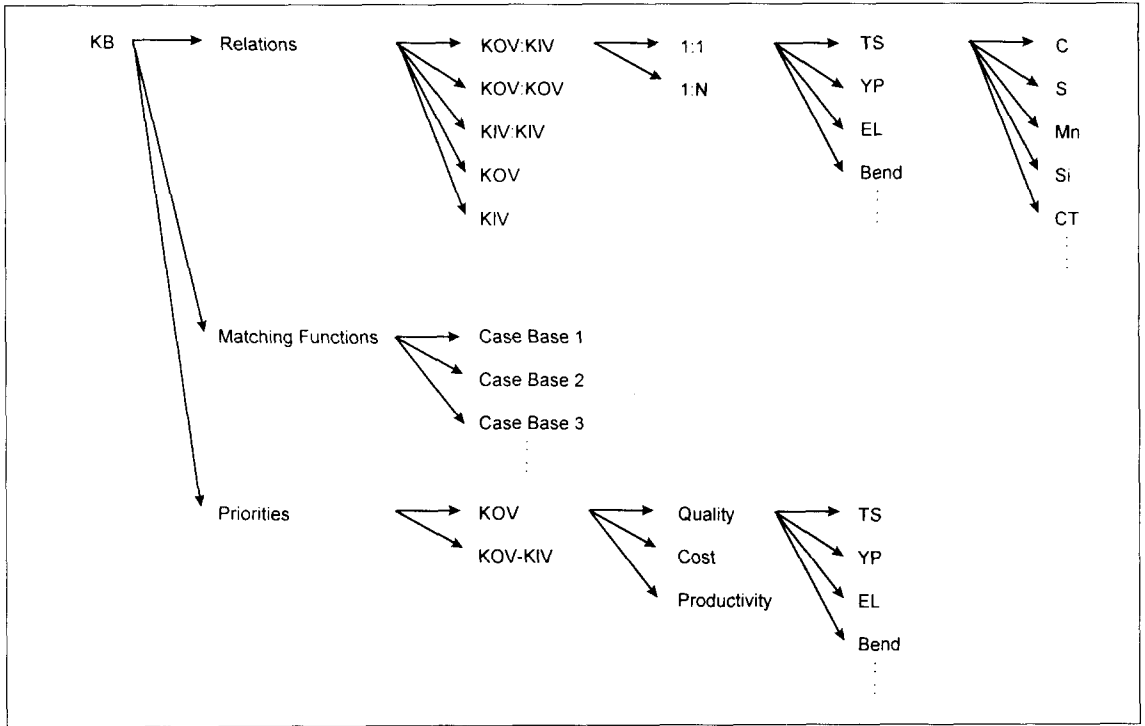 KB Relations KOV:KIV 1:1 TS C
KOV:KOV 1:N YP S
KIV:KIV EL Mn
KOV Bend Si
KIV CT
Matching Functions Case Base 1
Case Base 2
Case Base 3
Priorities KOV Quality TS
KOV-KIV Cost YP
Productivity EL
Bend